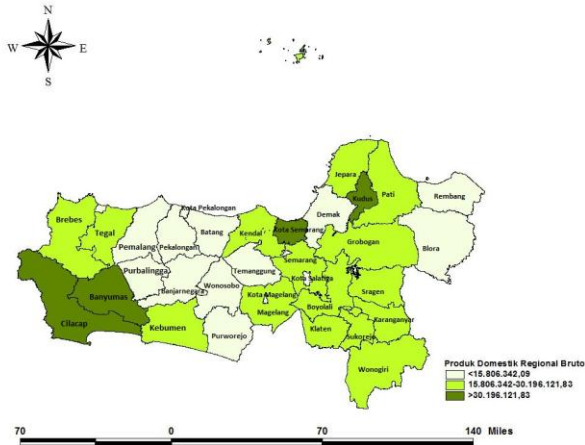 N
W E
S
Jepara
Kudus Pati
Rembang
Kota Pekalongan
Demak
Brebes
Tegal
Batang
Kendal
Kota Semarang
Pemalang
Pekalongan
Grobogan
Blora
Semarang
Purbalingga
Temanggung
Kota Salatiga
Banyumas
Banjarnegara
Wonosobo
Sragen
Kota Magelang
Boyolali
Cilacap
Kebumen
Magelang
Karanganyar
Klaten
Sukorejo
Purworejo
Wonogiri
Produk Domestik Regional Bruto
<15.806.342,09
15.806.342-30.196.121,83
>30.196.121,83
70 0 70 140 Miles